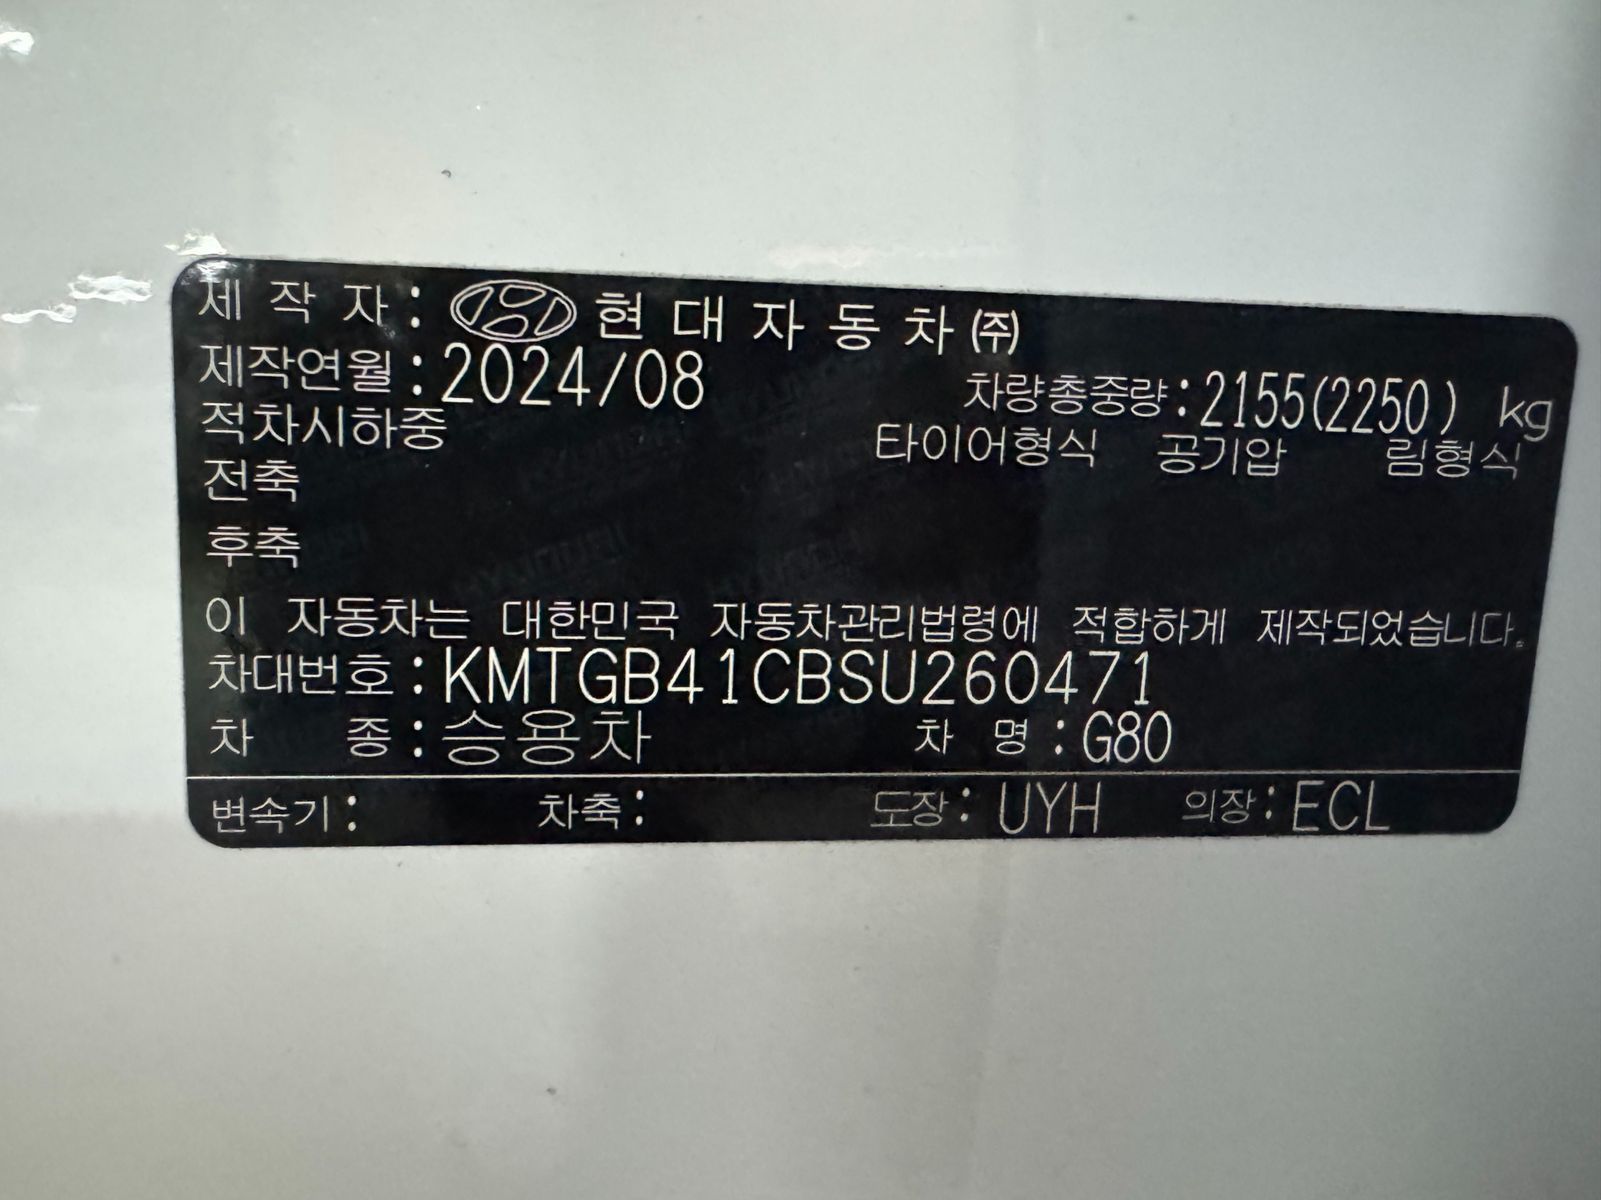 제 작 자 : 현 대 자 동 차 ㈜
제작연월 : 2024/08 차량총중량 : 2155(2250) kg
적차시하중 타이어형식 공기압 림형식
전축
후축
이 자동차는 대한민국 자동차관리법령에 적합하게 제작되었습니다.
차대번호 : KMTGB41CBSU260471
차 종 : 승용차 차 명 : G80
변속기 : 차축 : 도장 : UYH 의장 : ECL